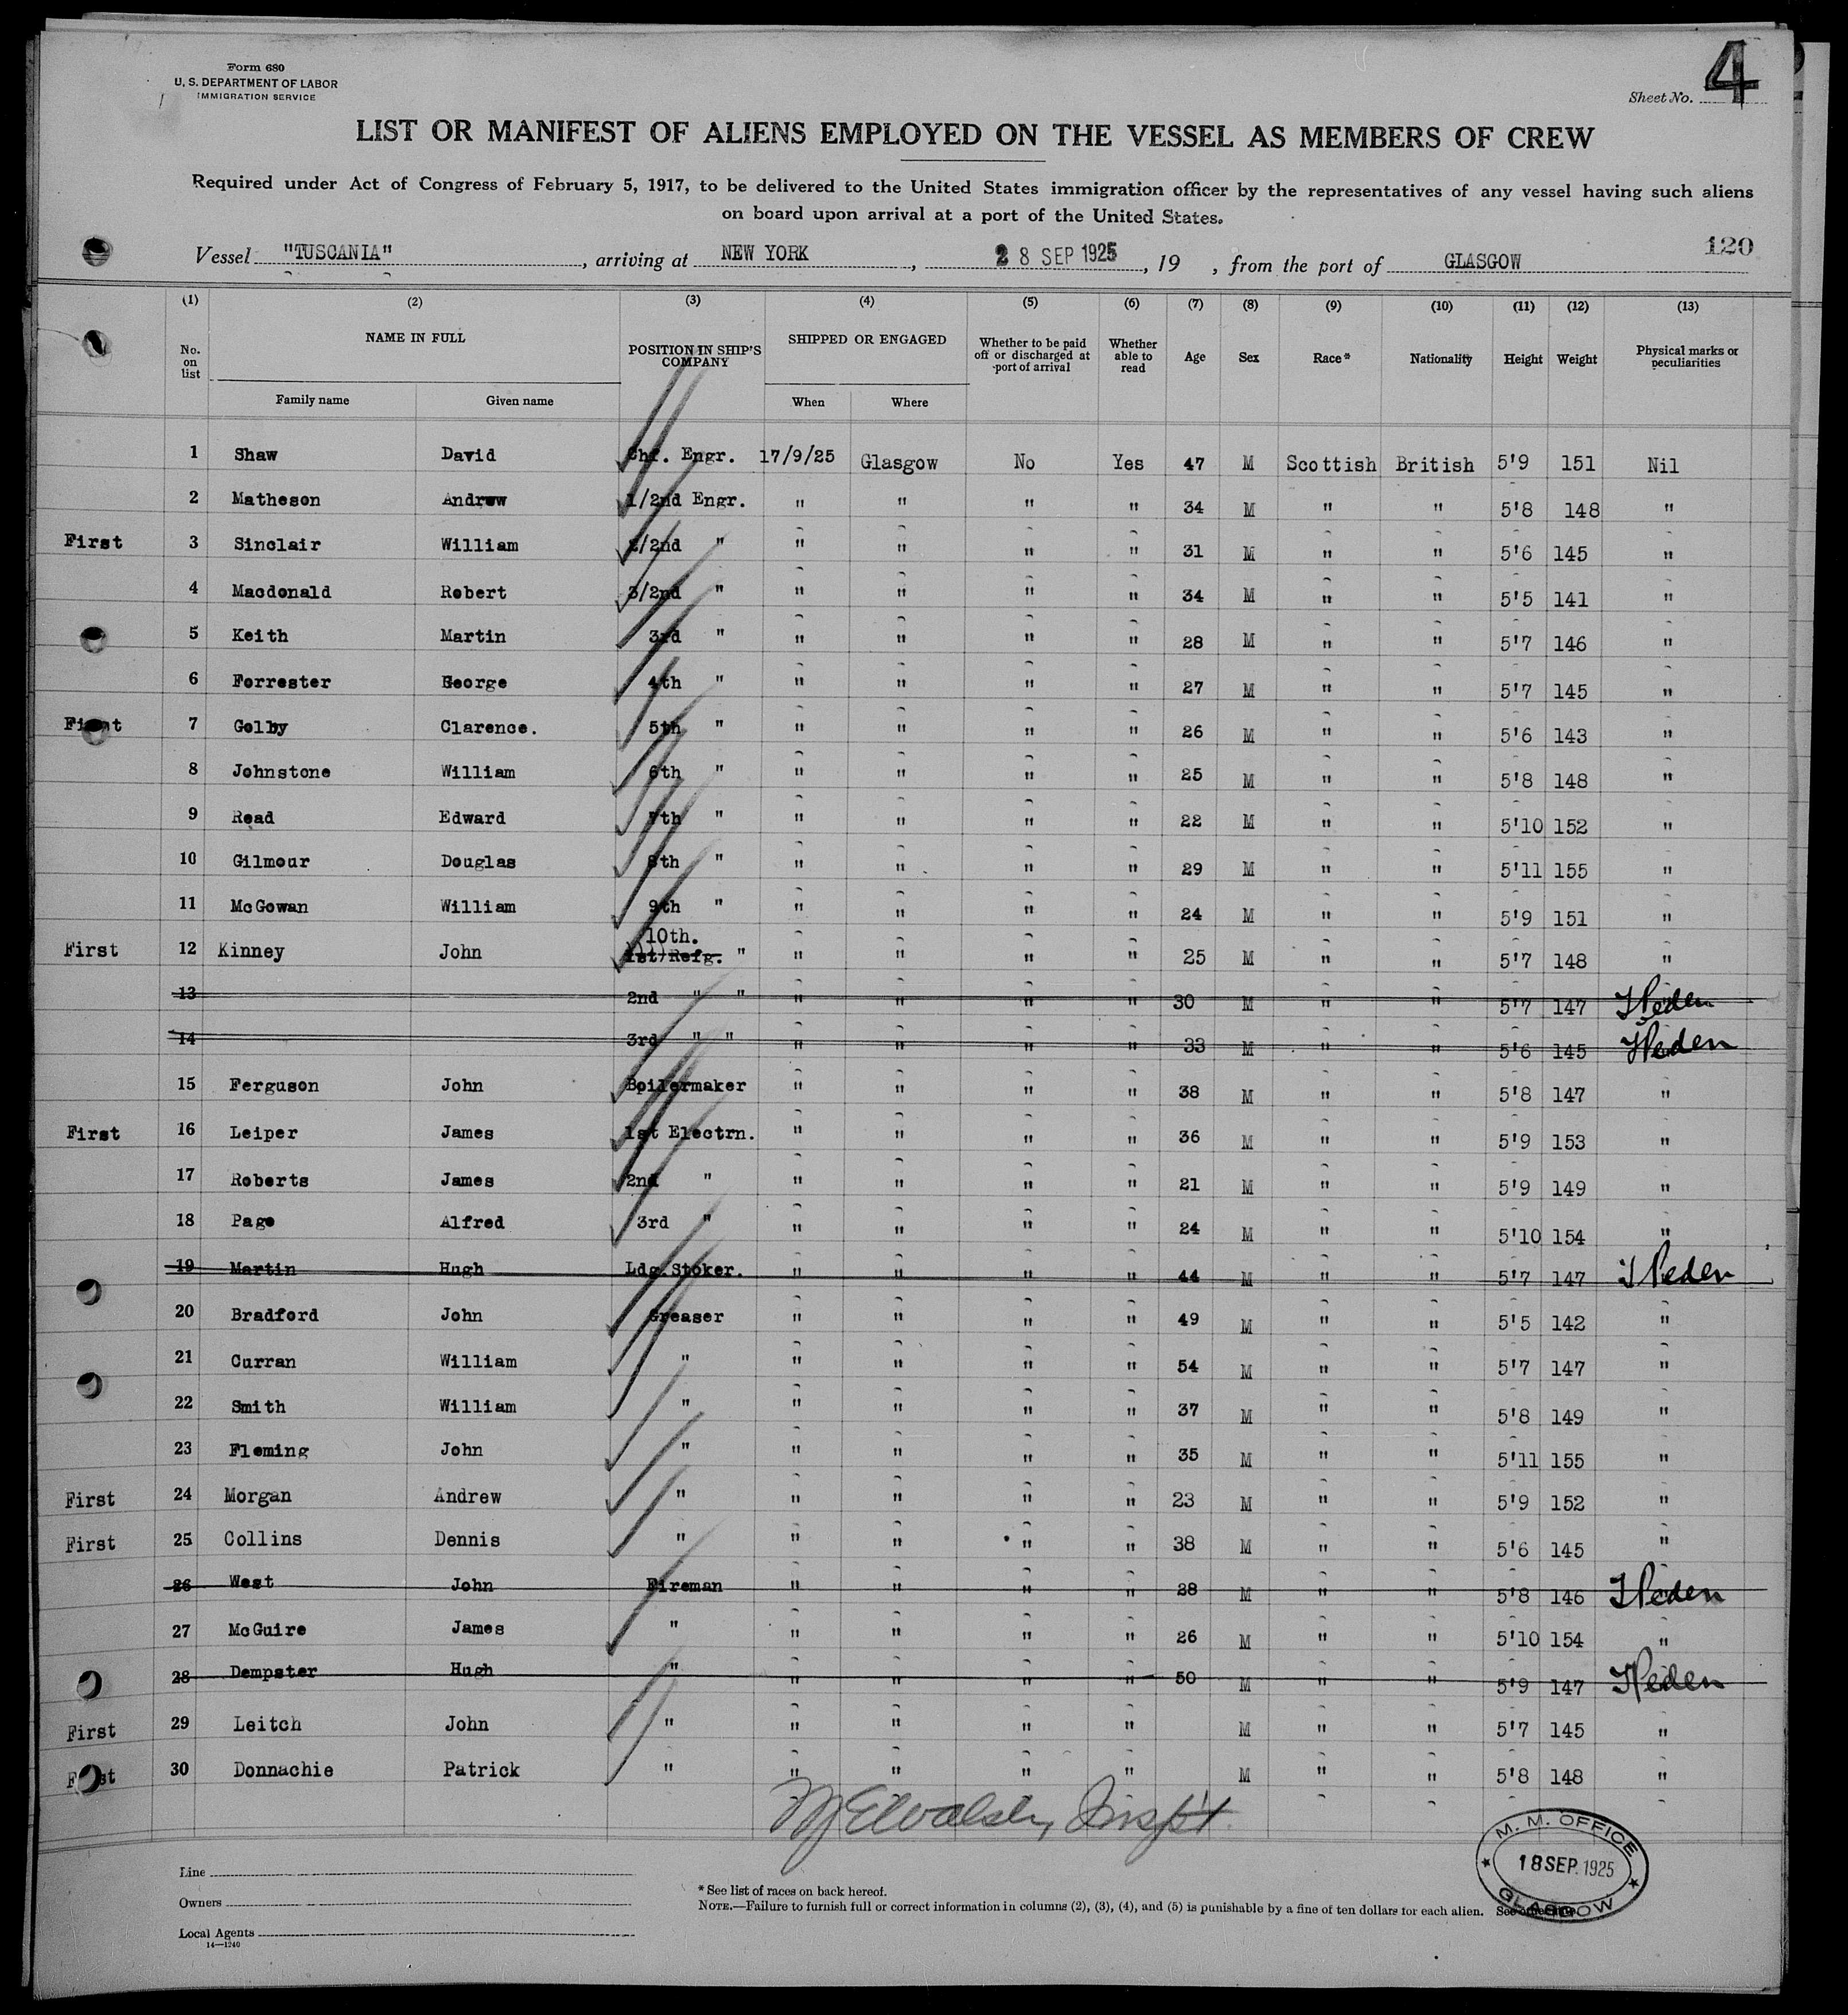 Form 680
U. S. DEPARTMENT OF LABOR
IMMIGRATION SERVICE
Sheet No. 4
LIST OR MANIFEST OF ALIENS EMPLOYED ON THE VESSEL AS MEMBERS OF CREW
Required under Act of Congress of February 5, 1917, to be delivered to the United States immigration officer by the representatives of any vessel having such aliens
on board upon arrival at a port of the United States.
120
Vessel "TUSCANIA", arriving at NEW YORK, 28 SEP 1925, 19 , from the port of GLASGOW
(1) (2) (3) (4) (5) (6) (7) (8) (9) (10) (11) (12) (13)
No. on list NAME IN FULL POSITION IN SHIP'S COMPANY SHIPPED OR ENGAGED Whether to be paid off or discharged at port of arrival Whether able to read Age Sex Race* Nationality Height Weight Physical marks or peculiarities
Family name Given name When Where
1 Shaw David Chf. Engr. 17/9/25 Glasgow No Yes 47 M Scottish British 5'9 151 Nil
2 Matheson Andrew 1/2nd Engr. " " " " 34 M " " 5'8 148 "
First 3 Sinclair William 2/2nd " " " " " 31 M " " 5'6 145 "
4 Macdonald Robert 3/2nd " " " " " 34 M " " 5'5 141 "
5 Keith Martin 3rd " " " " " 28 M " " 5'7 146 "
6 Forrester George 4th " " " " " 27 M " " 5'7 145 "
First 7 Golby Clarence. 5th " " " " " 26 M " " 5'6 143 "
8 Johnstone William 6th " " " " " 25 M " " 5'8 148 "
9 Read Edward 7th " " " " " 22 M " " 5'10 152 "
10 Gilmour Douglas 8th " " " " " 29 M " " 5'11 155 "
11 McGowan William 9th " " " " " 24 M " " 5'9 151 "
First 12 Kinney John 10th. 1st Refg. " " " " " 25 M " " 5'7 148 "
13 2nd " " " " " " 30 M " " 5'7 147 JPeden
14 3rd " " " " " " 33 M " " 5'6 145 JPeden
15 Ferguson John Boilermaker " " " " 38 M " " 5'8 147 "
First 16 Leiper James 1st Electrn. " " " " 36 M " " 5'9 153 "
17 Roberts James 2nd " " " " " 21 M " " 5'9 149 "
18 Page Alfred 3rd " " " " " 24 M " " 5'10 154 "
19 Martin Hugh Ldg. Stoker. " " " " 44 M " " 5'7 147 JPeden
20 Bradford John Greaser " " " " 49 M " " 5'5 142 "
21 Curran William " " " " " 54 M " " 5'7 147 "
22 Smith William " " " " " 37 M " " 5'8 149 "
23 Fleming John " " " " " 35 M " " 5'11 155 "
First 24 Morgan Andrew " " " " " 23 M " " 5'9 152 "
First 25 Collins Dennis " " " " " 38 M " " 5'6 145 "
26 West John Fireman " " " " 28 M " " 5'8 146 JPeden
27 McGuire James " " " " " 26 M " " 5'10 154 "
28 Dempster Hugh " " " " " 50 M " " 5'9 147 JPeden
First 29 Leitch John " " " " " M " " 5'7 145 "
First 30 Donnachie Patrick " " " " " M " " 5'8 148 "
M E Walsh, Insp't
M. M. OFFICE
18 SEP. 1925
GLASGOW
Line
Owners
Local Agents
14—1240
* See list of races on back hereof.
NOTE.—Failure to furnish full or correct information in columns (2), (3), (4), and (5) is punishable by a fine of ten dollars for each alien.